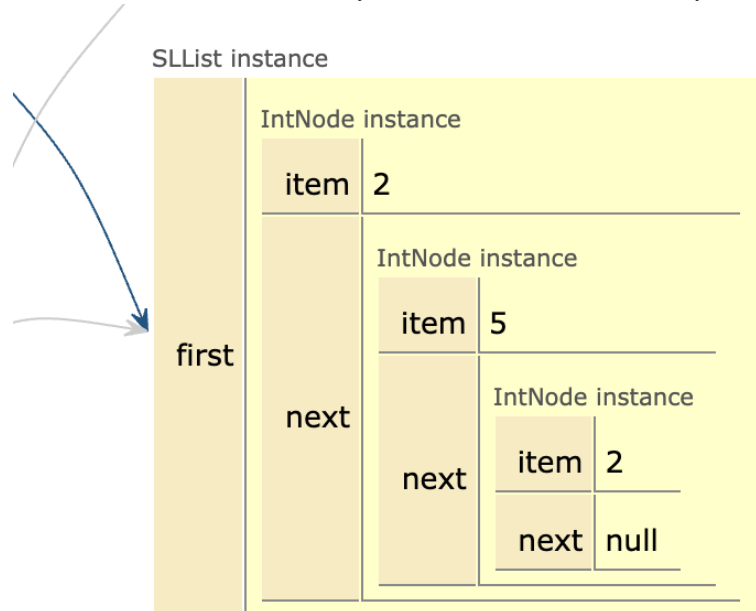 SLList instance
IntNode instance
item 2
IntNode instance
item 5
first
IntNode instance
next
item 2
next
next null